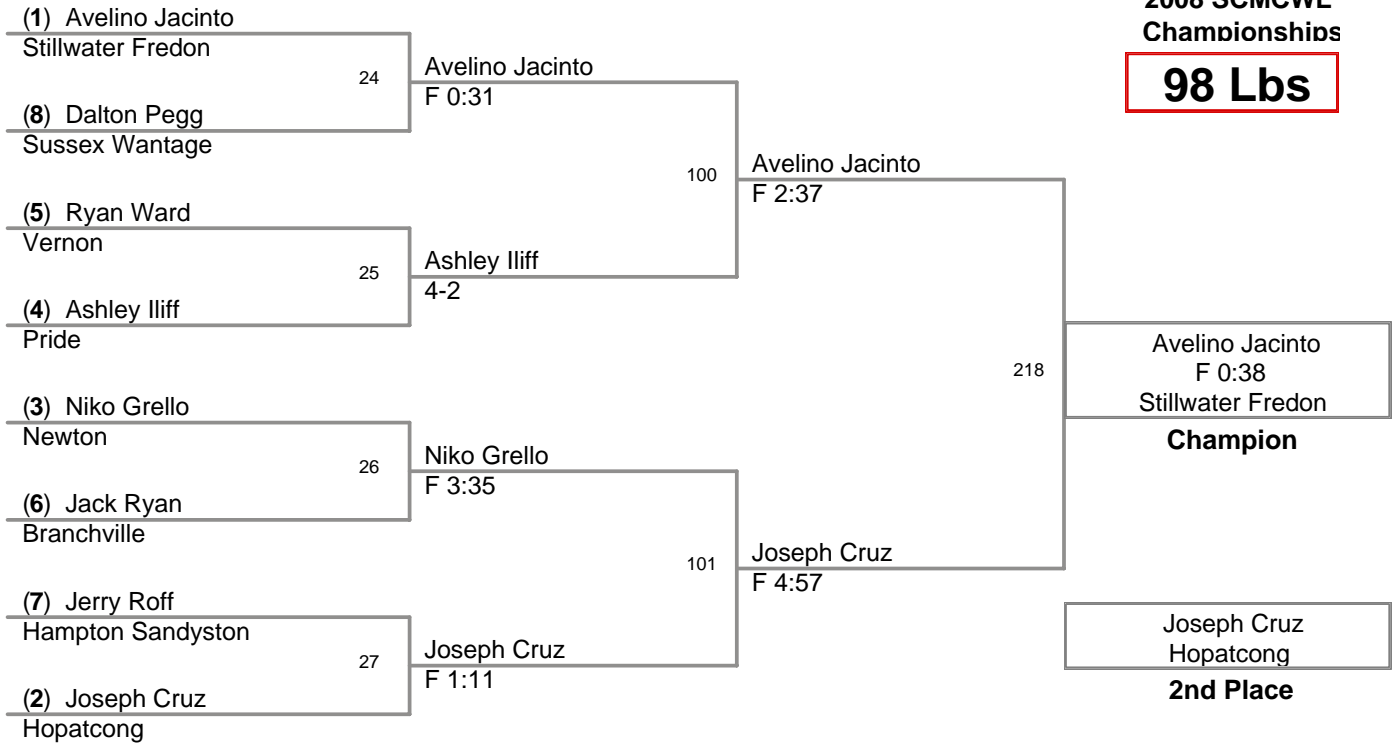 2008 SCMCWL
Championships
98 Lbs
(1) Avelino Jacinto
Stillwater Fredon
24
(8) Dalton Pegg
Sussex Wantage
(5) Ryan Ward
Vernon
25
(4) Ashley Iliff
Pride
(3) Niko Grello
Newton
26
(6) Jack Ryan
Branchville
(7) Jerry Roff
Hampton Sandyston
27
(2) Joseph Cruz
Hopatcong
Avelino Jacinto
F 0:31
100
Ashley Iliff
4-2
Niko Grello
F 3:35
101
Joseph Cruz
F 1:11
Avelino Jacinto
F 2:37
218
Joseph Cruz
F 4:57
Avelino Jacinto
F 0:38
Stillwater Fredon
Champion
Joseph Cruz
Hopatcong
2nd Place